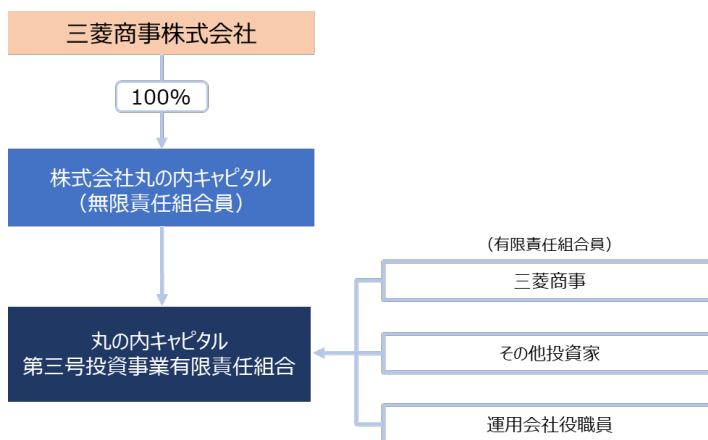 三菱商事株式会社
100%
株式会社丸の内キャピタル
（無限責任組合員）
丸の内キャピタル
第三号投資事業有限責任組合
（有限責任組合員）
三菱商事
その他投資家
運用会社役職員